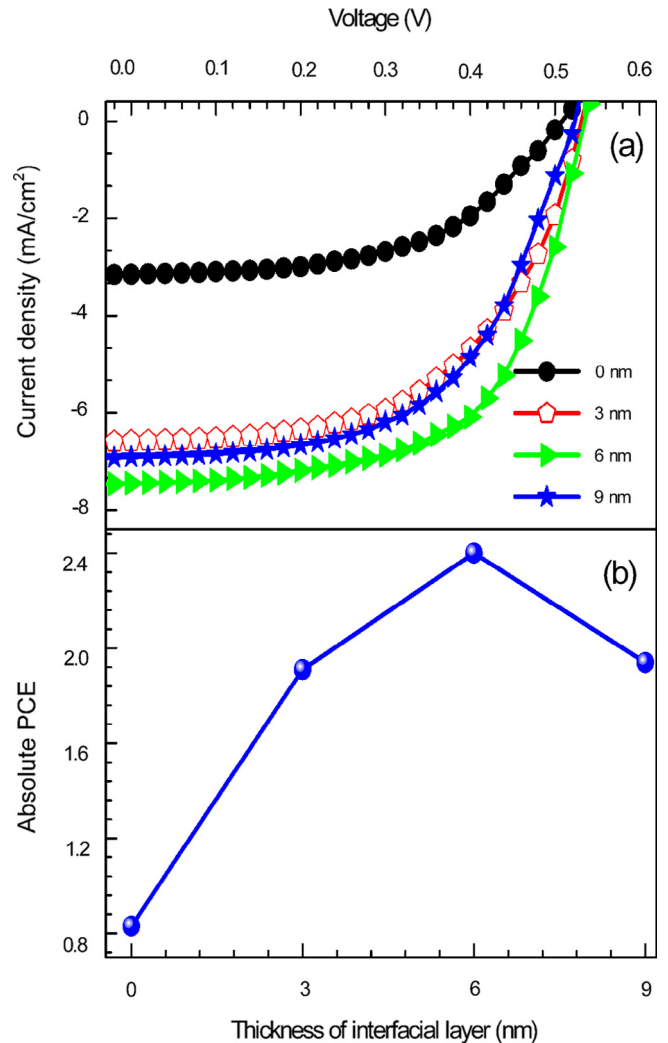 Voltage (V)
0.0 0.1 0.2 0.3 0.4 0.5 0.6
(a)
0
-2
-4
-6
-8
Current density (mA/cm²)
0 nm
3 nm
6 nm
9 nm
(b)
2.4
2.0
1.6
1.2
0.8
Absolute PCE
0 3 6 9
Thickness of interfacial layer (nm)